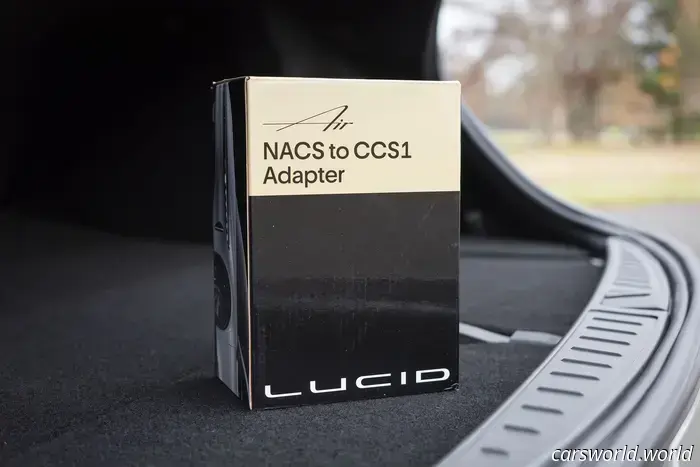 Air
NACS to CCS1
Adapter
LUCID
carsworld.world